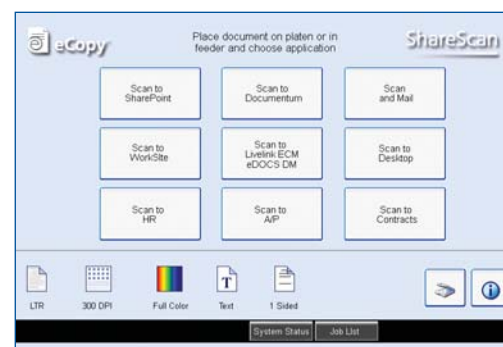 eCopy
Place document on platen or in
feeder and choose application
ShareScan
Scan to
SharePoint
Scan to
Documentum
Scan
and Mail
Scan to
WorkSite
Scan to
Livelink ECM
eDOCS DM
Scan to
Desktop
Scan to
HR
Scan to
A/P
Scan to
Contracts
T
LTR
300 DPI
Full Color
Text
1 Sided
System Status
Job List